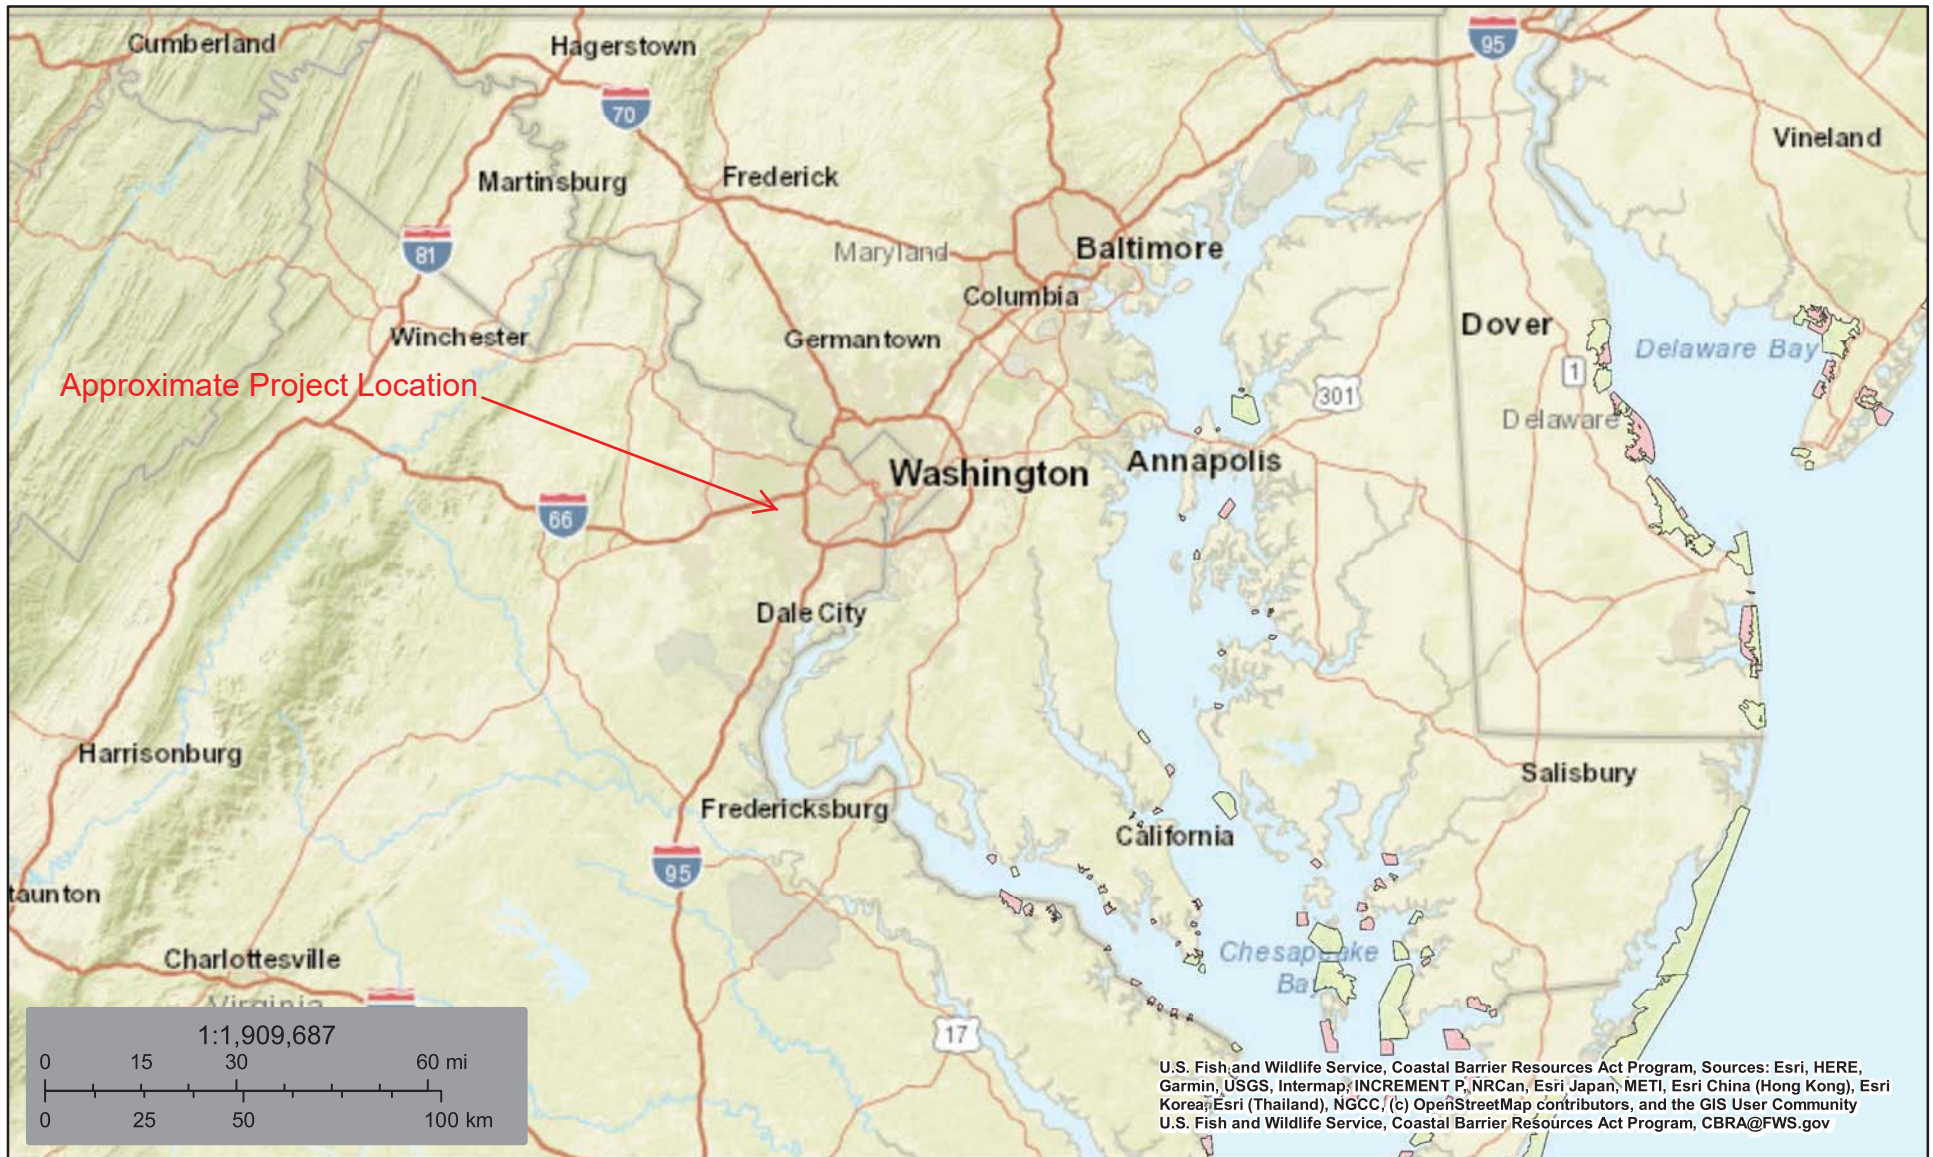 Cumberland
Hagerstown
95
70
Vineland
Martinsburg
Frederick
81
Maryland
Baltimore
Columbia
Winchester
Germantown
Dover
Delaware Bay
Approximate Project Location
1
301
Delaware
Washington
Annapolis
66
Dale City
Harrisonburg
Salisbury
Fredericksburg
California
95
taunton
Charlottesville
Chesapeake
Bay
Virginia
17
1:1,909,687
0 15 30 60 mi
0 25 50 100 km
U.S. Fish and Wildlife Service, Coastal Barrier Resources Act Program, Sources: Esri, HERE,
Garmin, USGS, Intermap, INCREMENT P, NRCan, Esri Japan, METI, Esri China (Hong Kong), Esri
Korea, Esri (Thailand), NGCC, (c) OpenStreetMap contributors, and the GIS User Community
U.S. Fish and Wildlife Service, Coastal Barrier Resources Act Program, CBRA@FWS.gov